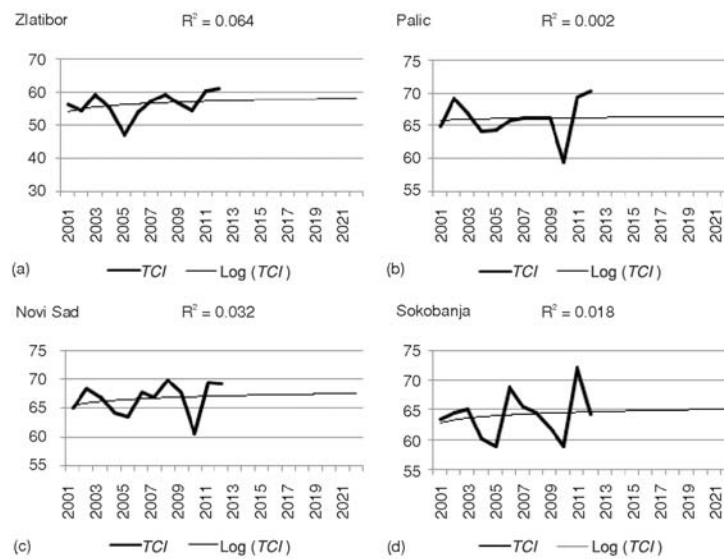 Zlatibor R² = 0.064
70
60
50
40
30
2001 2003 2005 2007 2009 2011 2013 2015 2017 2019 2021
(a) TCI Log (TCI)
Palic R² = 0.002
75
70
65
60
55
2001 2003 2005 2007 2009 2011 2013 2015 2017 2019 2021
(b) TCI Log (TCI)
Novi Sad R² = 0.032
75
70
65
60
55
2001 2003 2005 2007 2009 2011 2013 2015 2017 2019 2021
(c) TCI Log (TCI)
Sokobanja R² = 0.018
75
70
65
60
55
2001 2003 2005 2007 2009 2011 2013 2015 2017 2019 2021
(d) TCI Log (TCI)